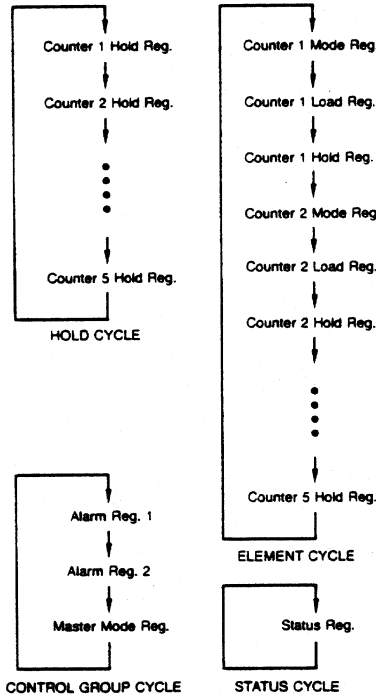 Counter 1 Hold Reg.
Counter 2 Hold Reg.
Counter 5 Hold Reg.
HOLD CYCLE
Counter 1 Mode Reg.
Counter 1 Load Reg.
Counter 1 Hold Reg.
Counter 2 Mode Reg.
Counter 2 Load Reg.
Counter 2 Hold Reg.
Counter 5 Hold Reg.
ELEMENT CYCLE
Alarm Reg. 1
Alarm Reg. 2
Master Mode Reg.
CONTROL GROUP CYCLE
Status Reg.
STATUS CYCLE